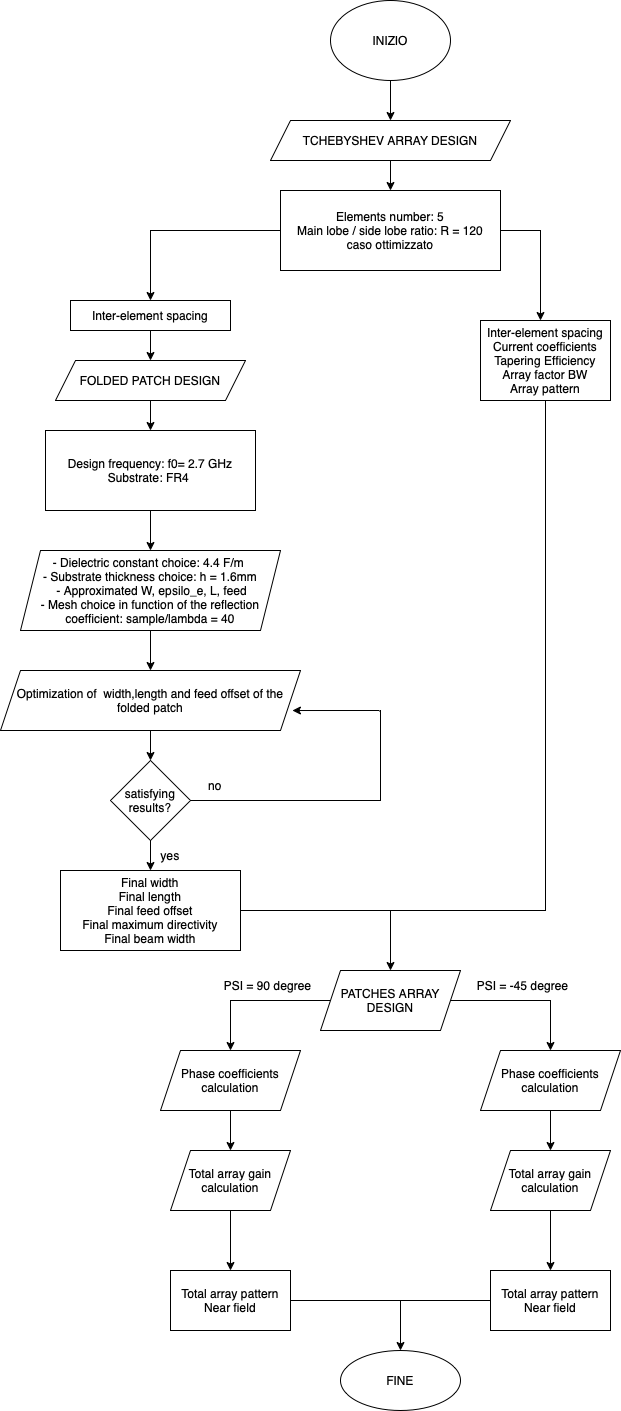 INIZIO
TCHEBYSHEV ARRAY DESIGN
Elements number: 5
Main lobe / side lobe ratio: R = 120
caso ottimizzato
Inter-element spacing
Inter-element spacing
Current coefficients
Tapering Efficiency
Array factor BW
Array pattern
FOLDED PATCH DESIGN
Design frequency: f0= 2.7 GHz
Substrate: FR4
- Dielectric constant choice: 4.4 F/m
- Substrate thickness choice: h = 1.6mm
- Approximated W, epsilo_e, L, feed
- Mesh choice in function of the reflection
coefficient: sample/lambda = 40
Optimization of  width,length and feed offset of the
folded patch
satisfying
results?
no
yes
Final width
Final length
Final feed offset
Final maximum directivity
Final beam width
PATCHES ARRAY
DESIGN
PSI = 90 degree
PSI = -45 degree
Phase coefficients
calculation
Phase coefficients
calculation
Total array gain
calculation
Total array gain
calculation
Total array pattern
Near field
Total array pattern
Near field
FINE